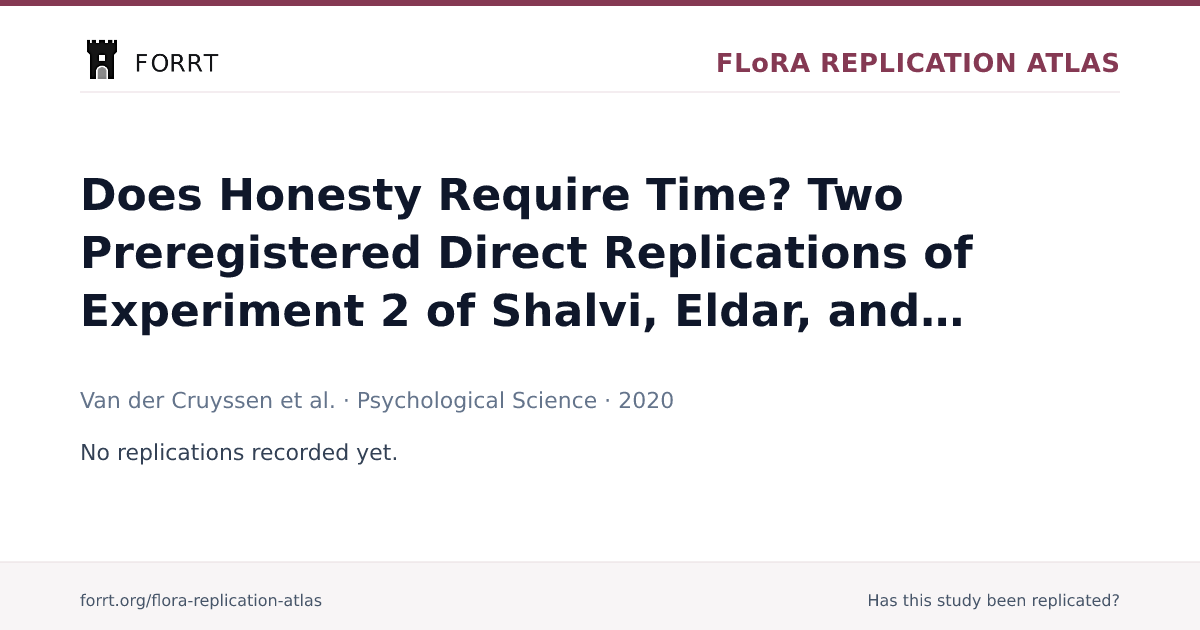 FORRT
FLoRA REPLICATION ATLAS
Does Honesty Require Time? Two
Preregistered Direct Replications of
Experiment 2 of Shalvi, Eldar, and…
Van der Cruyssen et al. · Psychological Science · 2020
No replications recorded yet.
forrt.org/flora-replication-atlas
Has this study been replicated?